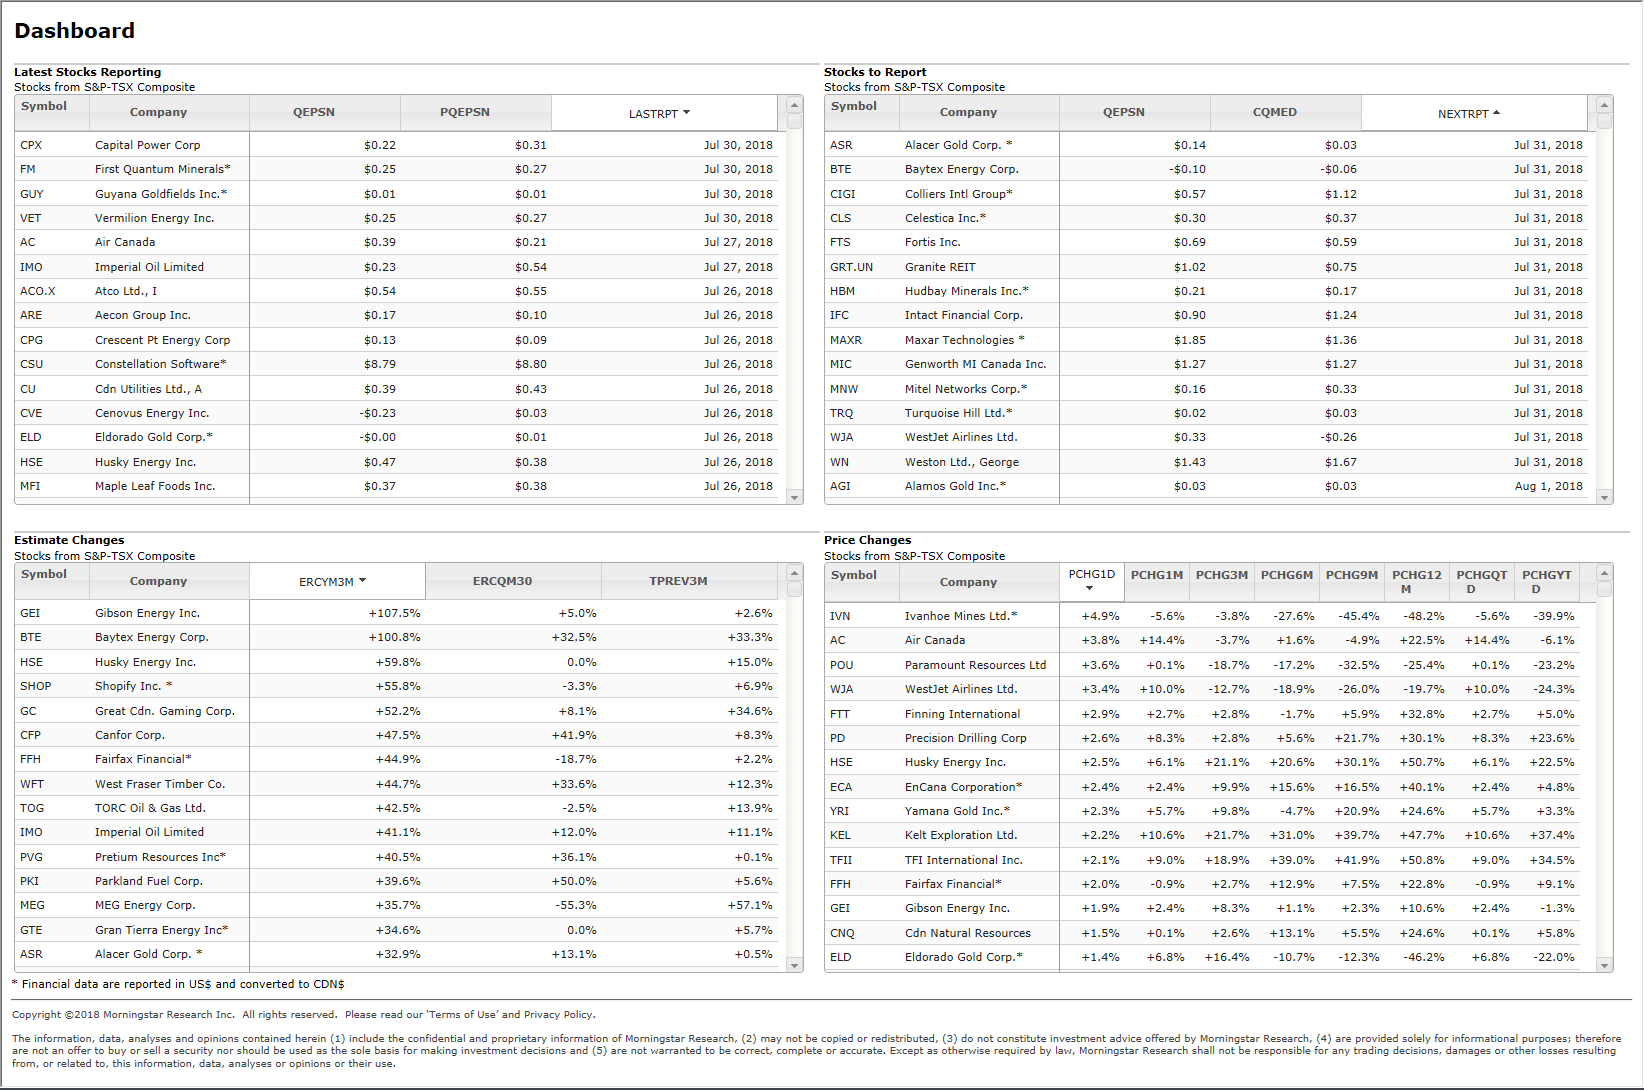 Dashboard
Latest Stocks Reporting
Stocks from S&P-TSX Composite
Symbol Company QEPSN PQEPSN LASTRPT
CPX Capital Power Corp $0.22 $0.31 Jul 30, 2018
FM First Quantum Minerals* $0.25 $0.27 Jul 30, 2018
GUY Guyana Goldfields Inc.* $0.01 $0.01 Jul 30, 2018
VET Vermilion Energy Inc. $0.25 $0.27 Jul 30, 2018
AC Air Canada $0.39 $0.21 Jul 27, 2018
IMO Imperial Oil Limited $0.23 $0.54 Jul 27, 2018
ACO.X Atco Ltd., I $0.54 $0.55 Jul 26, 2018
ARE Aecon Group Inc. $0.17 $0.10 Jul 26, 2018
CPG Crescent Pt Energy Corp $0.13 $0.09 Jul 26, 2018
CSU Constellation Software* $8.79 $8.80 Jul 26, 2018
CU Cdn Utilities Ltd., A $0.39 $0.43 Jul 26, 2018
CVE Cenovus Energy Inc. -$0.23 $0.03 Jul 26, 2018
ELD Eldorado Gold Corp.* -$0.00 $0.01 Jul 26, 2018
HSE Husky Energy Inc. $0.47 $0.38 Jul 26, 2018
MFI Maple Leaf Foods Inc. $0.37 $0.38 Jul 26, 2018
Stocks to Report
Stocks from S&P-TSX Composite
Symbol Company QEPSN CQMED NEXTRPT
ASR Alacer Gold Corp. * $0.14 $0.03 Jul 31, 2018
BTE Baytex Energy Corp. -$0.10 -$0.06 Jul 31, 2018
CIGI Colliers Intl Group* $0.57 $1.12 Jul 31, 2018
CLS Celestica Inc.* $0.30 $0.37 Jul 31, 2018
FTS Fortis Inc. $0.69 $0.59 Jul 31, 2018
GRT.UN Granite REIT $1.02 $0.75 Jul 31, 2018
HBM Hudbay Minerals Inc.* $0.21 $0.17 Jul 31, 2018
IFC Intact Financial Corp. $0.90 $1.24 Jul 31, 2018
MAXR Maxar Technologies * $1.85 $1.36 Jul 31, 2018
MIC Genworth MI Canada Inc. $1.27 $1.27 Jul 31, 2018
MNW Mitel Networks Corp.* $0.16 $0.33 Jul 31, 2018
TRQ Turquoise Hill Ltd.* $0.02 $0.03 Jul 31, 2018
WJA WestJet Airlines Ltd. $0.33 -$0.26 Jul 31, 2018
WN Weston Ltd., George $1.43 $1.67 Jul 31, 2018
AGI Alamos Gold Inc.* $0.03 $0.03 Aug 1, 2018
Estimate Changes
Stocks from S&P-TSX Composite
Symbol Company ERCYM3M ERCQM30 TPREV3M
GEI Gibson Energy Inc. +107.5% +5.0% +2.6%
BTE Baytex Energy Corp. +100.8% +32.5% +33.3%
HSE Husky Energy Inc. +59.8% 0.0% +15.0%
SHOP Shopify Inc. * +55.8% -3.3% +6.9%
GC Great Cdn. Gaming Corp. +52.2% +8.1% +34.6%
CFP Canfor Corp. +47.5% +41.9% +8.3%
FFH Fairfax Financial* +44.9% -18.7% +2.2%
WFT West Fraser Timber Co. +44.7% +33.6% +12.3%
TOG TORC Oil & Gas Ltd. +42.5% -2.5% +13.9%
IMO Imperial Oil Limited +41.1% +12.0% +11.1%
PVG Pretium Resources Inc* +40.5% +36.1% +0.1%
PKI Parkland Fuel Corp. +39.6% +50.0% +5.6%
MEG MEG Energy Corp. +35.7% -55.3% +57.1%
GTE Gran Tierra Energy Inc* +34.6% 0.0% +5.7%
ASR Alacer Gold Corp. * +32.9% +13.1% +0.5%
Price Changes
Stocks from S&P-TSX Composite
Symbol Company PCHG1D PCHG1M PCHG3M PCHG6M PCHG9M PCHG12M PCHGQTD PCHGYTD
IVN Ivanhoe Mines Ltd.* +4.9% -5.6% -3.8% -27.6% -45.4% -48.2% -5.6% -39.9%
AC Air Canada +3.8% +14.4% -3.7% +1.6% -4.9% +22.5% +14.4% -6.1%
POU Paramount Resources Ltd +3.6% +0.1% -18.7% -17.2% -32.5% -25.4% +0.1% -23.2%
WJA WestJet Airlines Ltd. +3.4% +10.0% -12.7% -18.9% -26.0% -19.7% +10.0% -24.3%
FTT Finning International +2.9% +2.7% +2.8% -1.7% +5.9% +32.8% +2.7% +5.0%
PD Precision Drilling Corp +2.6% +8.3% +2.8% +5.6% +21.7% +30.1% +8.3% +23.6%
HSE Husky Energy Inc. +2.5% +6.1% +21.1% +20.6% +30.1% +50.7% +6.1% +22.5%
ECA EnCana Corporation* +2.4% +2.4% +9.9% +15.6% +16.5% +40.1% +2.4% +4.8%
YRI Yamana Gold Inc.* +2.3% +5.7% +9.8% -4.7% +20.9% +24.6% +5.7% +3.3%
KEL Kelt Exploration Ltd. +2.2% +10.6% +21.7% +31.0% +39.7% +47.7% +10.6% +37.4%
TFII TFI International Inc. +2.1% +9.0% +18.9% +39.0% +41.9% +50.8% +9.0% +34.5%
FFH Fairfax Financial* +2.0% -0.9% +2.7% +12.9% +7.5% +22.8% -0.9% +9.1%
GEI Gibson Energy Inc. +1.9% +2.4% +8.3% +1.1% +2.3% +10.6% +2.4% -1.3%
CNQ Cdn Natural Resources +1.5% +0.1% +2.6% +13.1% +5.5% +24.6% +0.1% +5.8%
ELD Eldorado Gold Corp.* +1.4% +6.8% +16.4% -10.7% -12.3% -46.2% +6.8% -22.0%
* Financial data are reported in US$ and converted to CDN$
Copyright ©2018 Morningstar Research Inc. All rights reserved. Please read our ‘Terms of Use’ and Privacy Policy.
The information, data, analyses and opinions contained herein (1) include the confidential and proprietary information of Morningstar Research, (2) may not be copied or redistributed, (3) do not constitute investment advice offered by Morningstar Research, (4) are provided solely for informational purposes; therefore
are not an offer to buy or sell a security nor should be used as the sole basis for making investment decisions and (5) are not warranted to be correct, complete or accurate. Except as otherwise required by law, Morningstar Research shall not be responsible for any trading decisions, damages or other losses resulting
from, or related to, this information, data, analyses or opinions or their use.